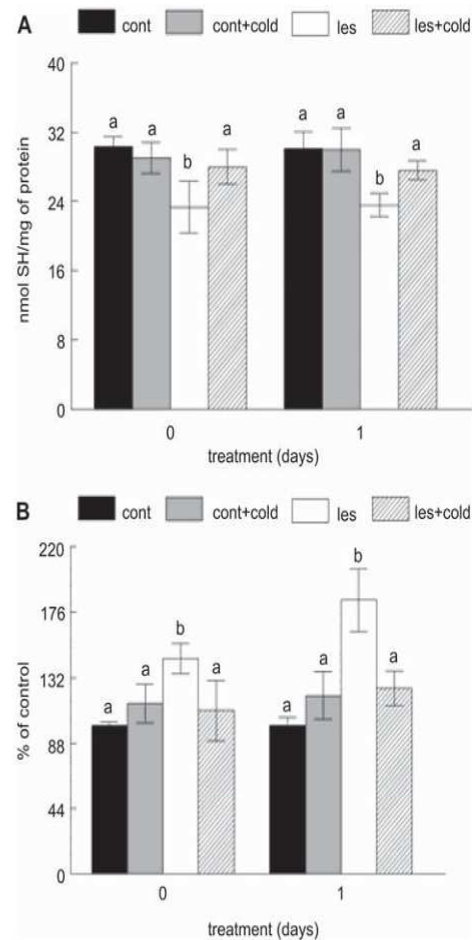 A
cont cont+cold les les+cold
nmol SH/mg of protein
40
32
24
16
8
0
a a b a a a b a
0 1
treatment (days)
B
cont cont+cold les les+cold
% of control
220
176
132
88
44
0
a a b a a a b a
0 1
treatment (days)